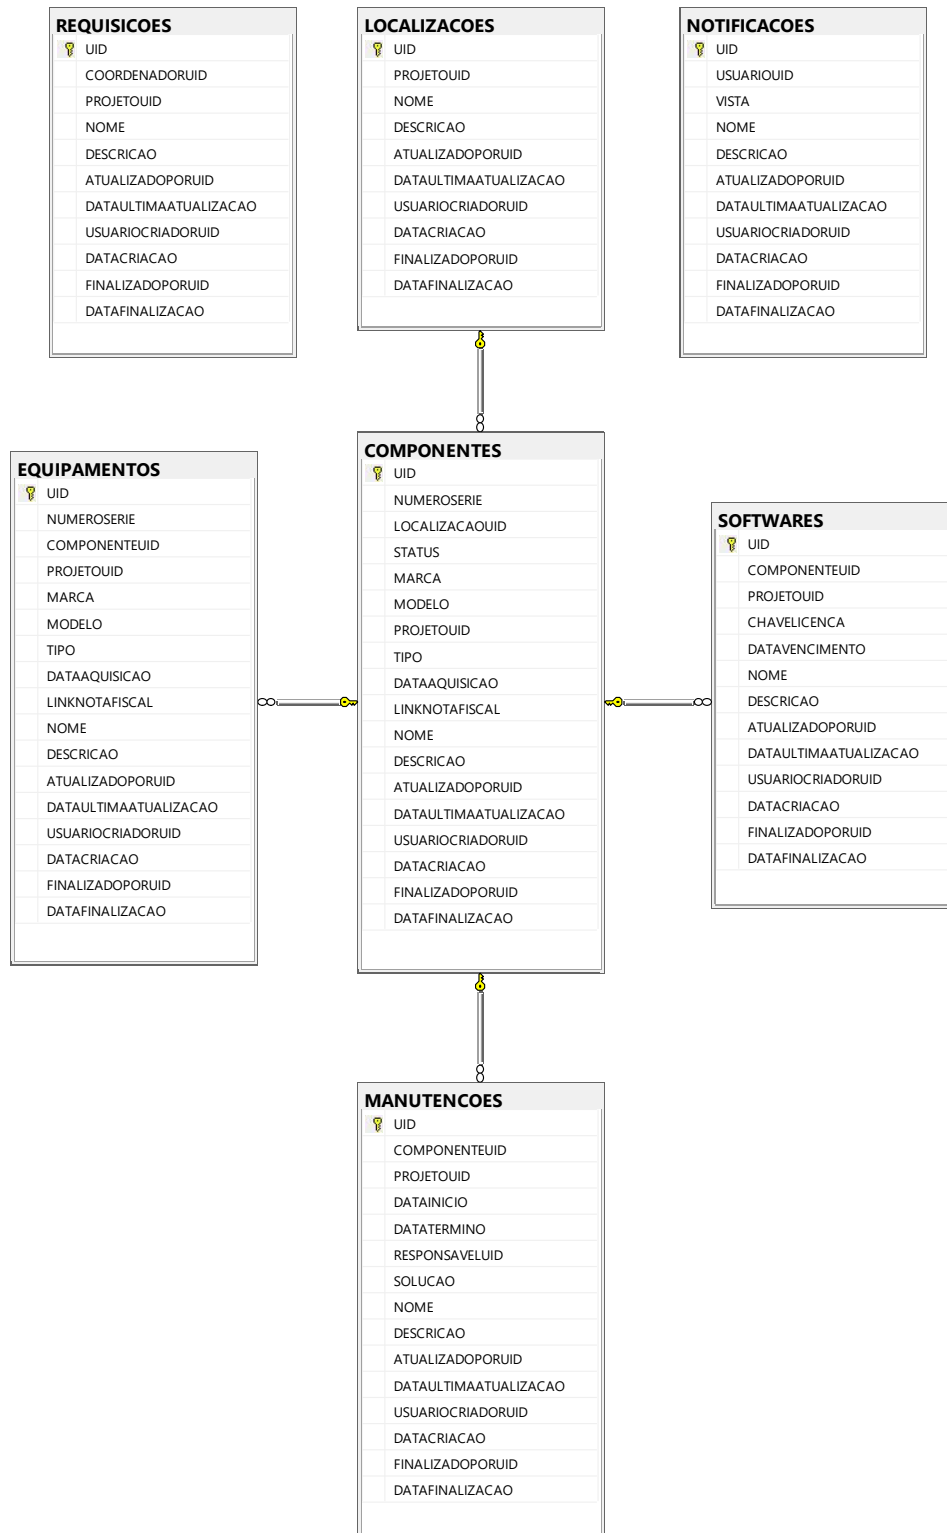 REQUISICOES
UID
COORDENADORUID
PROJETOUID
NOME
DESCRICAO
ATUALIZADOPORUID
DATAULTIMAATUALIZACAO
USUARIOCRIADORUID
DATACRIACAO
FINALIZADOPORUID
DATAFINALIZACAO
LOCALIZACOES
UID
PROJETOUID
NOME
DESCRICAO
ATUALIZADOPORUID
DATAULTIMAATUALIZACAO
USUARIOCRIADORUID
DATACRIACAO
FINALIZADOPORUID
DATAFINALIZACAO
NOTIFICACOES
UID
USUARIOUID
VISTA
NOME
DESCRICAO
ATUALIZADOPORUID
DATAULTIMAATUALIZACAO
USUARIOCRIADORUID
DATACRIACAO
FINALIZADOPORUID
DATAFINALIZACAO
EQUIPAMENTOS
UID
NUMEROSERIE
COMPONENTEUID
PROJETOUID
MARCA
MODELO
TIPO
DATAAQUISICAO
LINKNOTAFISCAL
NOME
DESCRICAO
ATUALIZADOPORUID
DATAULTIMAATUALIZACAO
USUARIOCRIADORUID
DATACRIACAO
FINALIZADOPORUID
DATAFINALIZACAO
COMPONENTES
UID
NUMEROSERIE
LOCALIZACAOUID
STATUS
MARCA
MODELO
PROJETOUID
TIPO
DATAAQUISICAO
LINKNOTAFISCAL
NOME
DESCRICAO
ATUALIZADOPORUID
DATAULTIMAATUALIZACAO
USUARIOCRIADORUID
DATACRIACAO
FINALIZADOPORUID
DATAFINALIZACAO
SOFTWARES
UID
COMPONENTEUID
PROJETOUID
CHAVELICENCA
DATAVENCIMENTO
NOME
DESCRICAO
ATUALIZADOPORUID
DATAULTIMAATUALIZACAO
USUARIOCRIADORUID
DATACRIACAO
FINALIZADOPORUID
DATAFINALIZACAO
MANUTENCOES
UID
COMPONENTEUID
PROJETOUID
DATAINICIO
DATATERMINO
RESPONSAVELUID
SOLUCAO
NOME
DESCRICAO
ATUALIZADOPORUID
DATAULTIMAATUALIZACAO
USUARIOCRIADORUID
DATACRIACAO
FINALIZADOPORUID
DATAFINALIZACAO